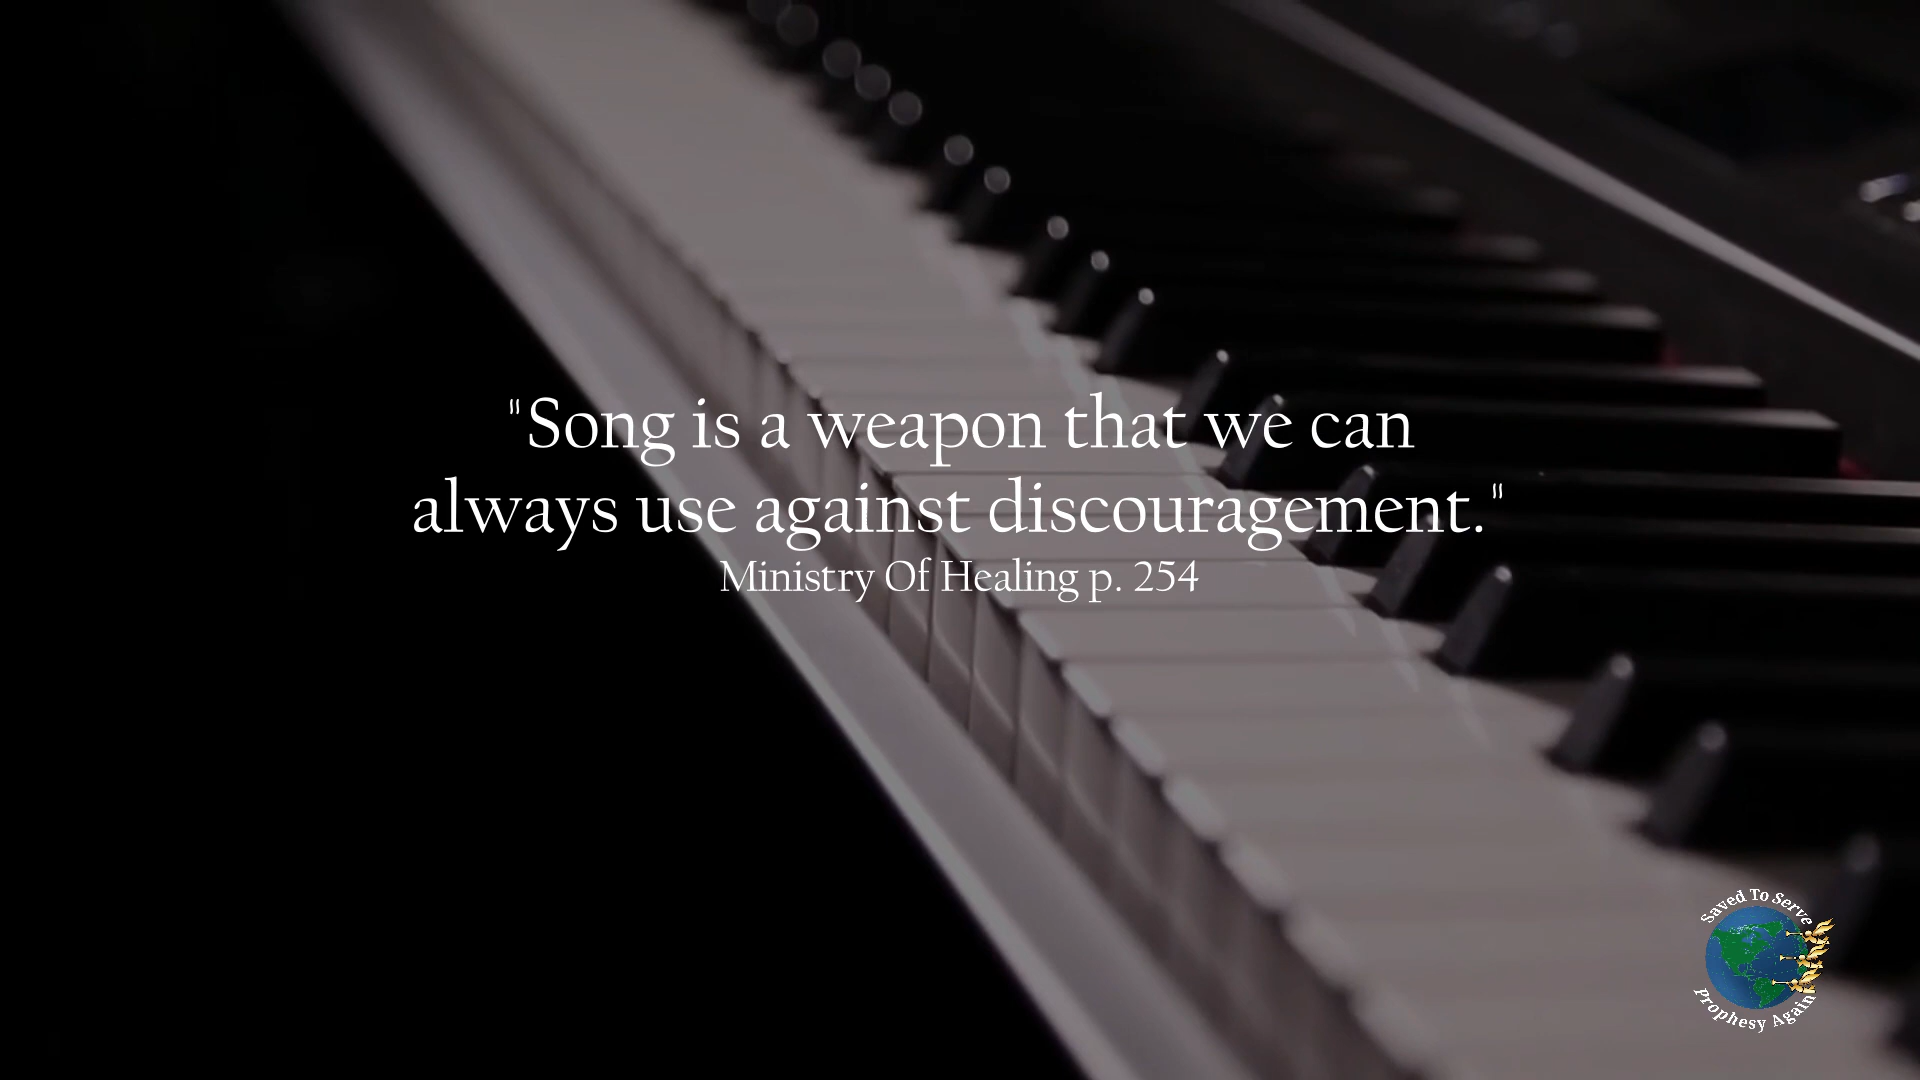 "Song is a weapon that we can
always use against discouragement."
Ministry Of Healing p. 254
Saved To Serve
Prophesy Again